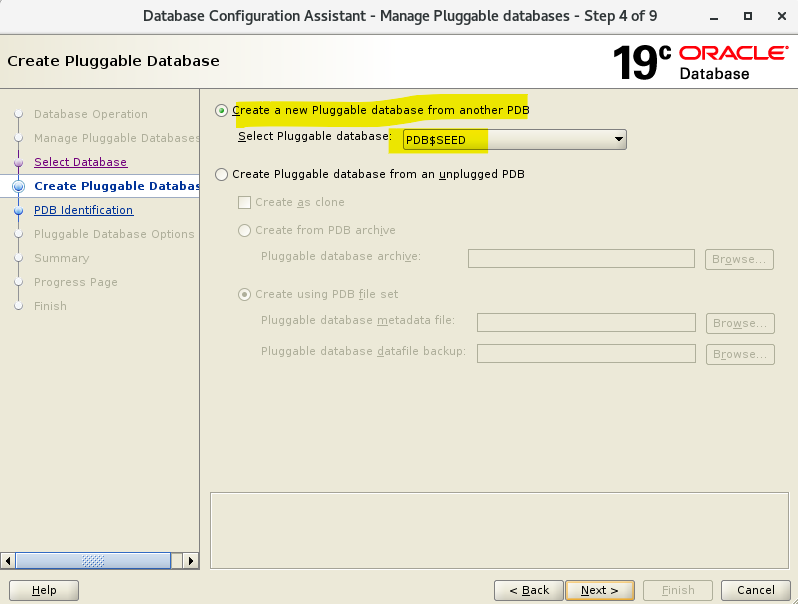 Database Configuration Assistant - Manage Pluggable databases - Step 4 of 9
Create Pluggable Database
19c ORACLE
Database
Database Operation
Manage Pluggable Databases
Select Database
Create Pluggable Databas
PDB Identification
Pluggable Database Options
Summary
Progress Page
Finish
Create a new Pluggable database from another PDB
Select Pluggable database: PDB$SEED
Create Pluggable database from an unplugged PDB
Create as clone
Create from PDB archive
Pluggable database archive: Browse...
Create using PDB file set
Pluggable database metadata file: Browse...
Pluggable database datafile backup: Browse...
Help < Back Next > Finish Cancel